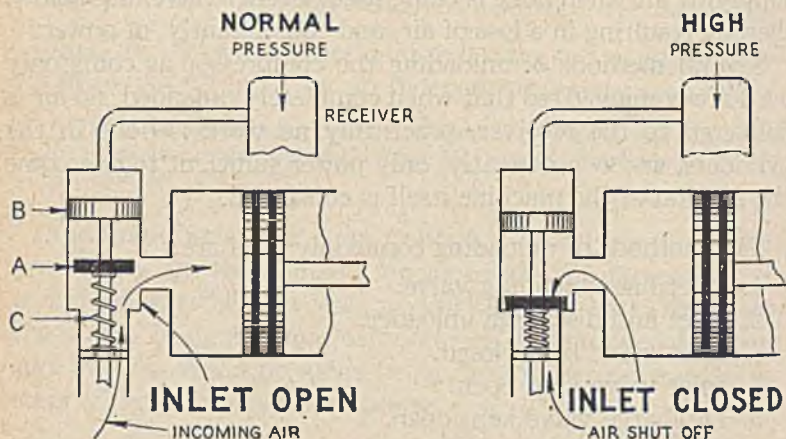 NORMAL
PRESSURE
HIGH
PRESSURE
RECEIVER
B
A
C
INLET OPEN
INCOMING AIR
INLET CLOSED
AIR SHUT OFF